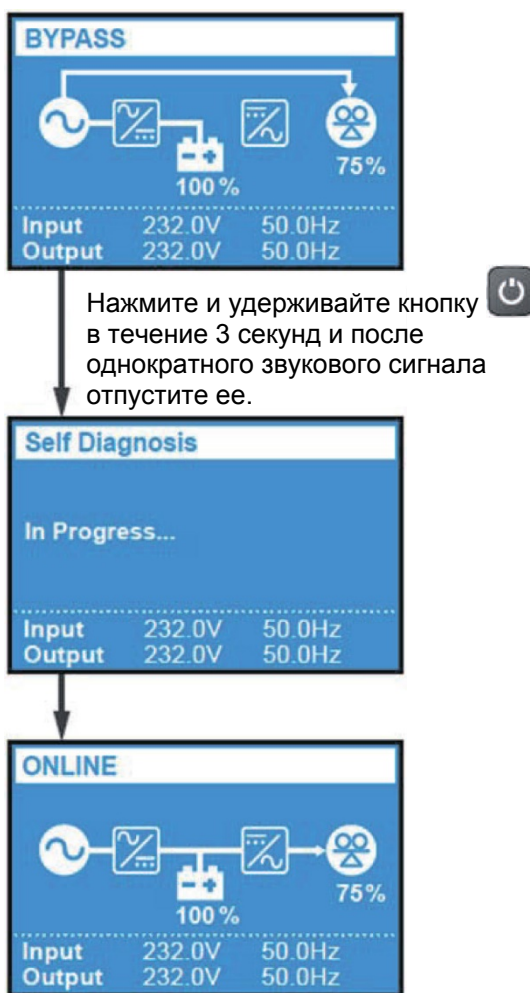 BYPASS
100 %
75%
Input 232.0V 50.0Hz
Output 232.0V 50.0Hz
Нажмите и удерживайте кнопку
в течение 3 секунд и после
однократного звукового сигнала
отпустите ее.
Self Diagnosis
In Progress...
Input 232.0V 50.0Hz
Output 232.0V 50.0Hz
ONLINE
100 %
75%
Input 232.0V 50.0Hz
Output 232.0V 50.0Hz